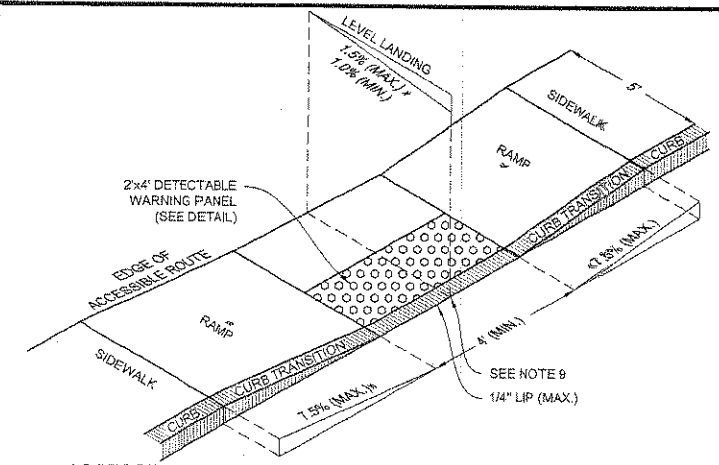 LEVEL LANDING
1.5% (MAX.)*
1.0% (MIN.)
5'
SIDEWALK
RAMP
CURB
CURB TRANSITION
2'x4' DETECTABLE
WARNING PANEL
(SEE DETAIL)
EDGE OF
ACCESSIBLE ROUTE
RAMP
SIDEWALK
CURB TRANSITION
CURB
(MAX.)
4' (MIN.)
SEE NOTE 9
1/4" LIP (MAX.)
7.5% (MAX.)